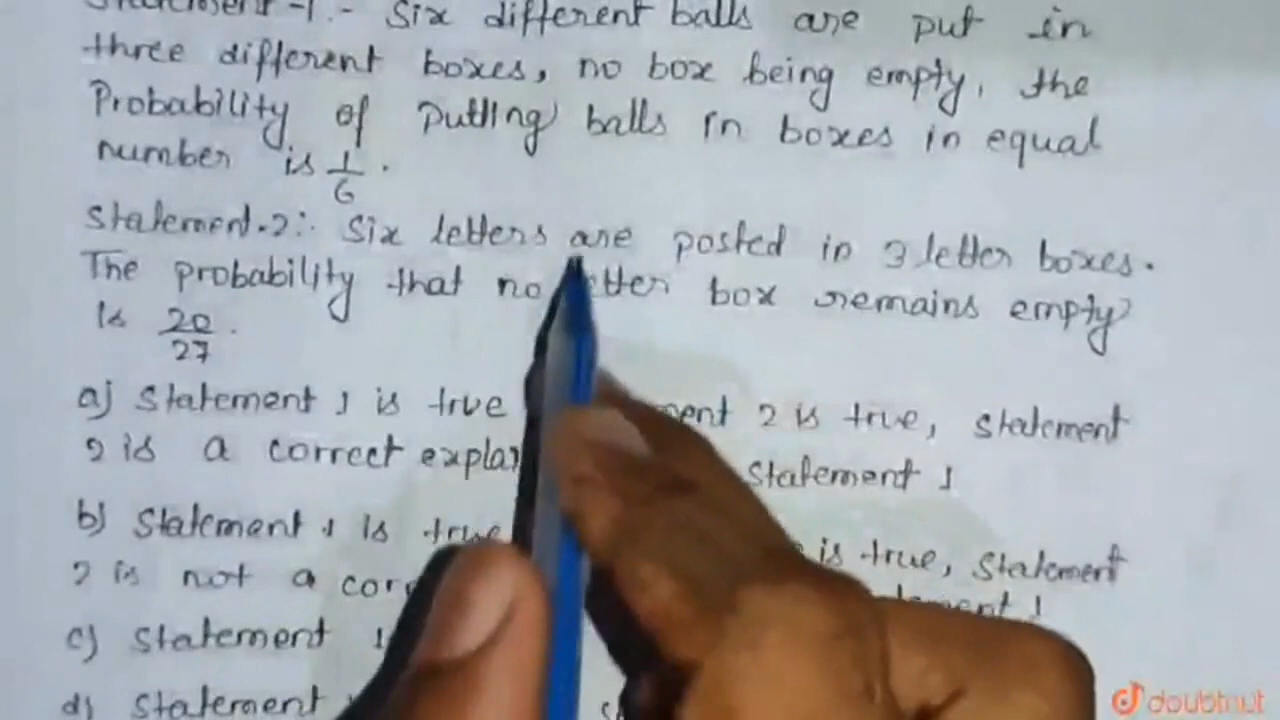 Statement-1:- Six different balls are put in
three different boxes, no box being empty, the
Probability of putting balls in boxes in equal
number is 1/6.
Statement-2:- Six letters are posted in 3 letter boxes.
The probability that no letter box remains empty
is 20/27.
a) Statement 1 is true 2 is true, statement
2 is a correct Statement 1
b) Statement 1 is true is true, statement
2 is not a 1
c) Statement 1
d) Statement
doubtnut